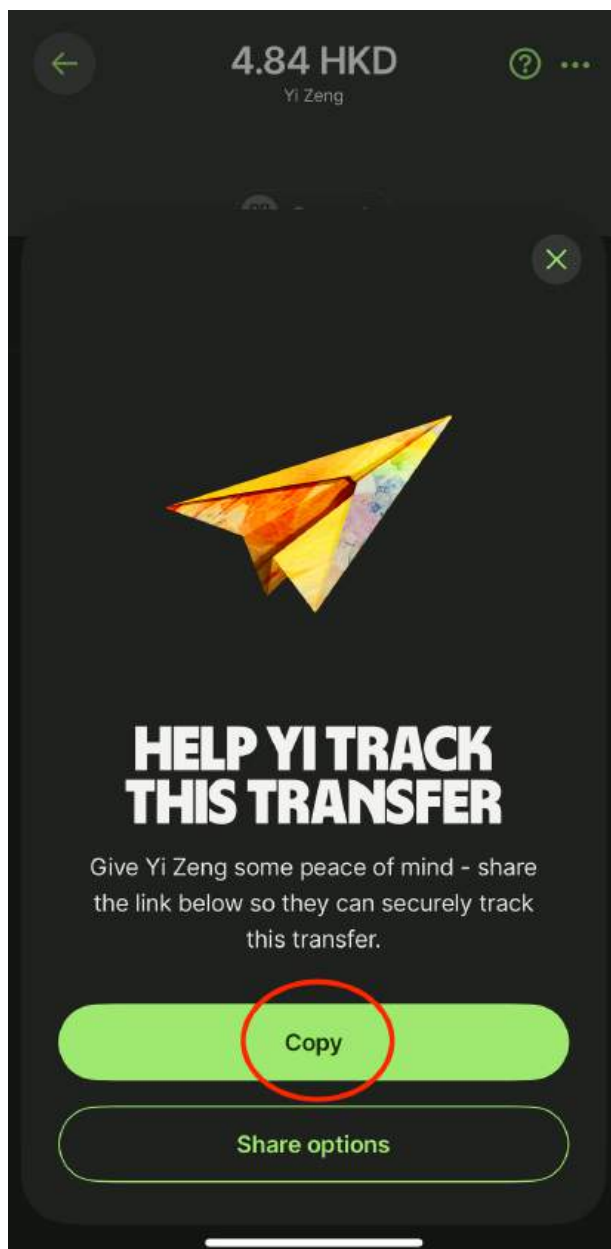 4.84 HKD
Yi Zeng
HELP YI TRACK
THIS TRANSFER
Give Yi Zeng some peace of mind - share
the link below so they can securely track
this transfer.
Copy
Share options